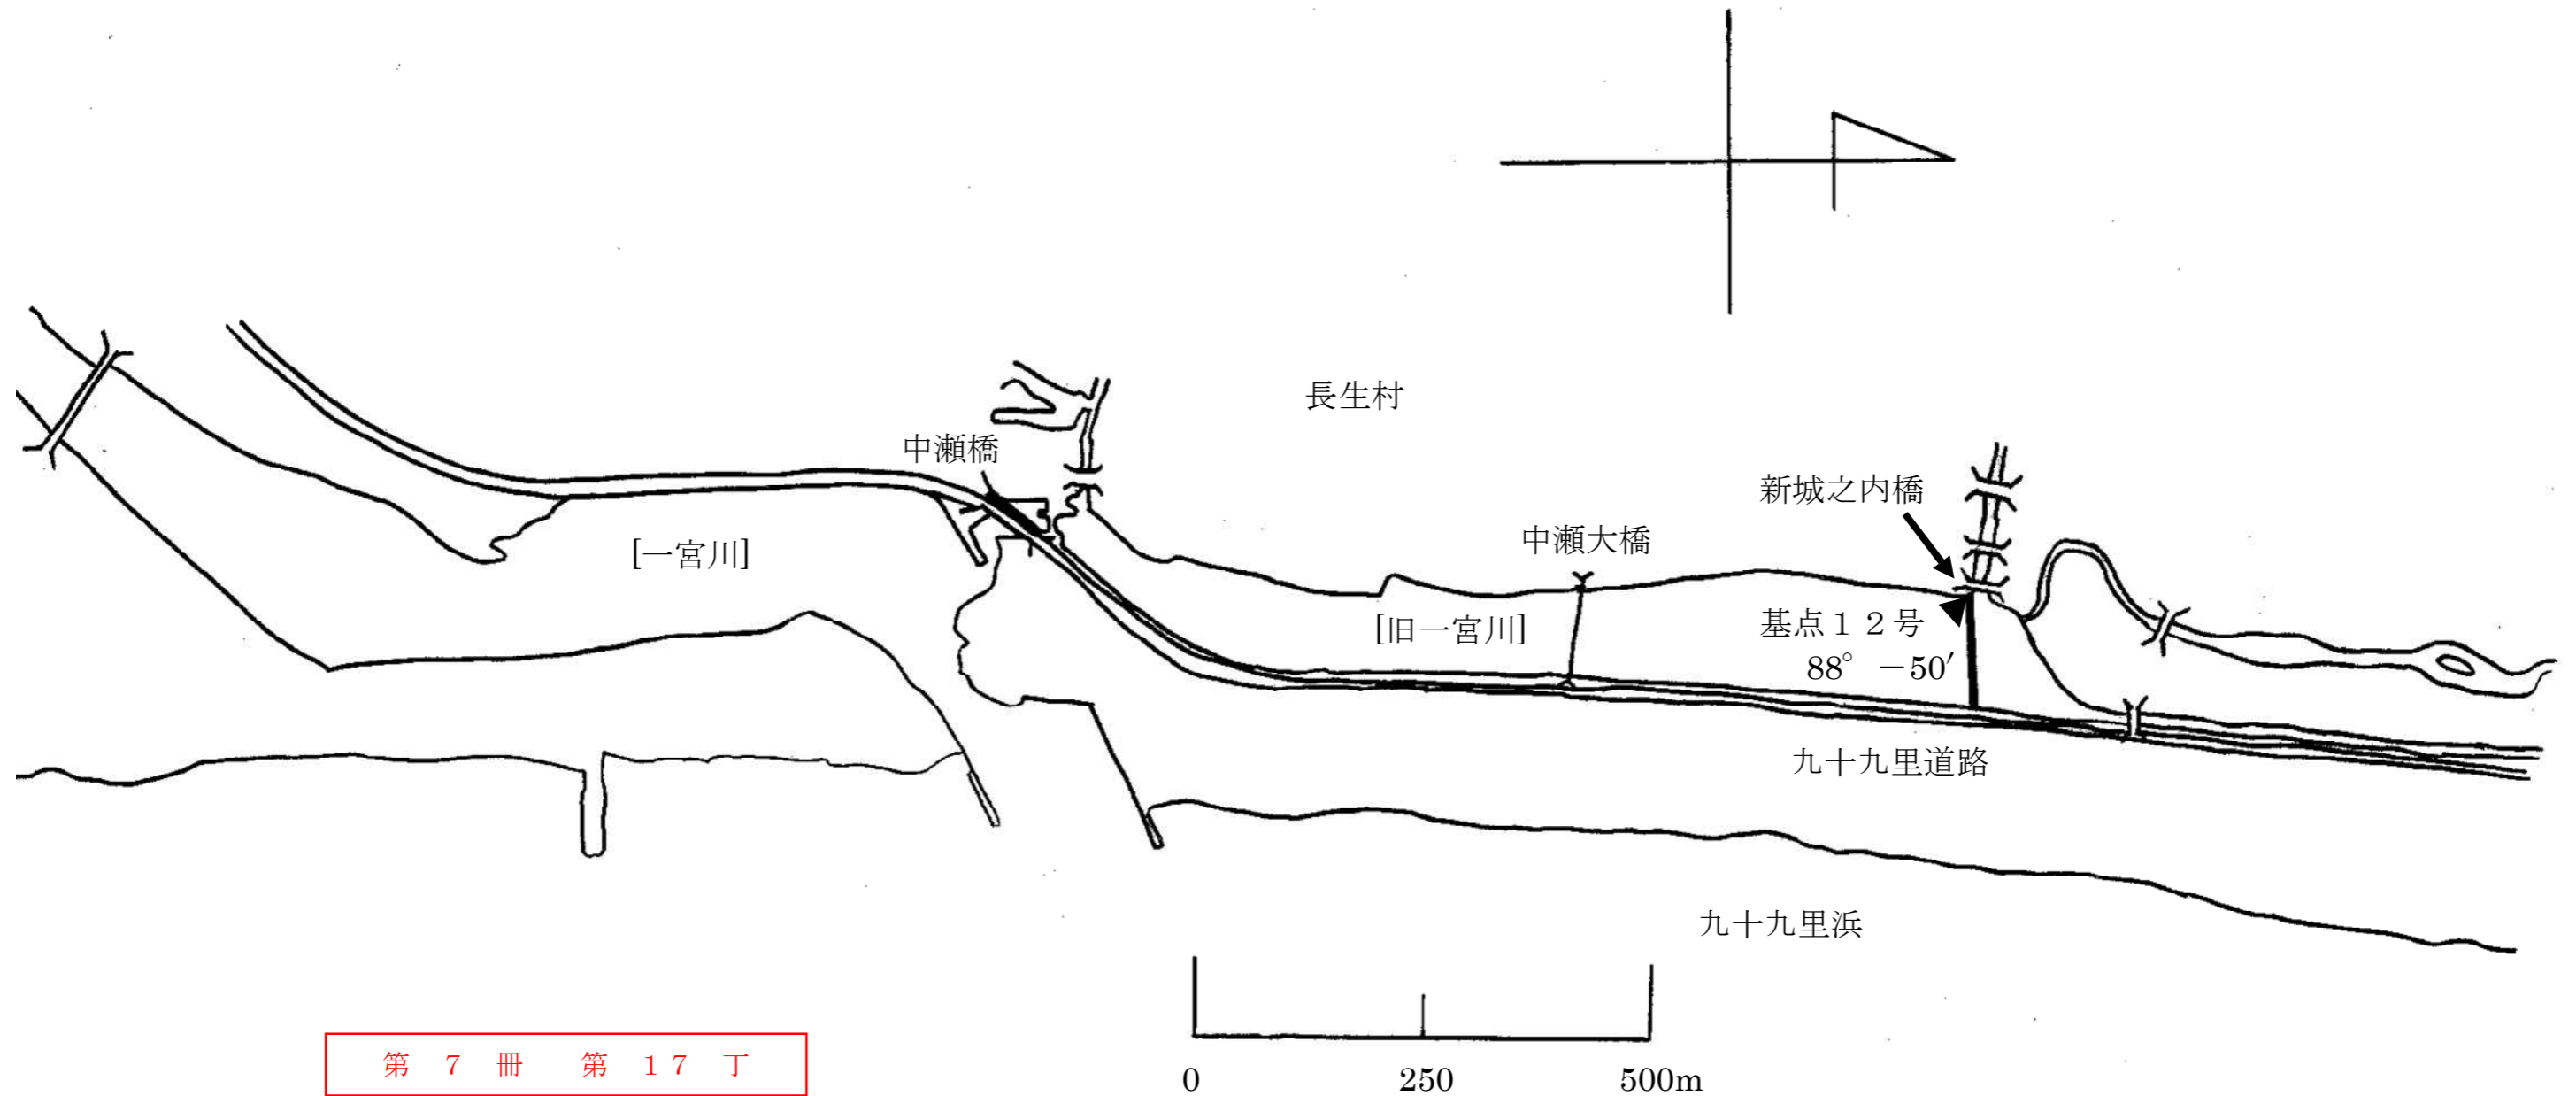 長生村
中瀬橋
新城之内橋
中瀬大橋
[一宮川]
[旧一宮川]
基点１２号
88°－50′
九十九里道路
九十九里浜
第 ７ 冊 第 １７ 丁
0 250 500m